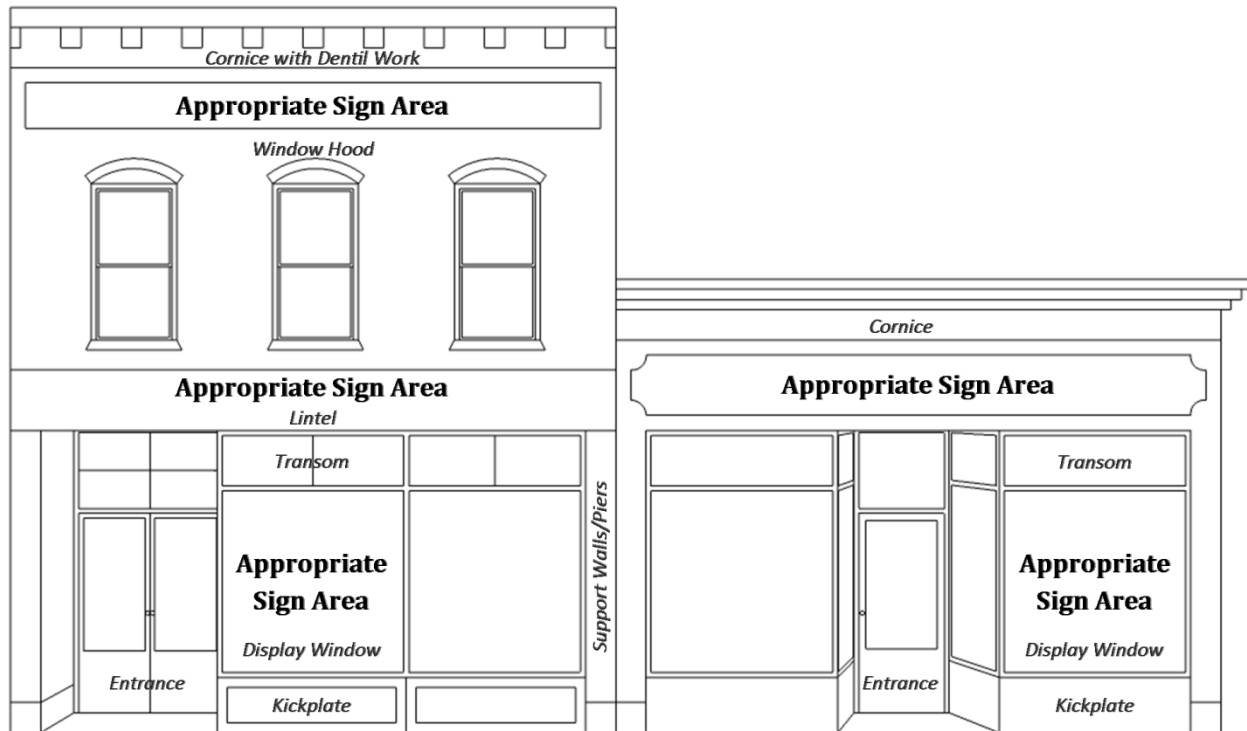 Cornice with Dentil Work
Appropriate Sign Area
Window Hood
Appropriate Sign Area
Lintel
Transom
Appropriate
Sign Area
Display Window
Entrance
Kickplate
Support Walls/Piers
Cornice
Appropriate Sign Area
Transom
Appropriate
Sign Area
Display Window
Entrance
Kickplate